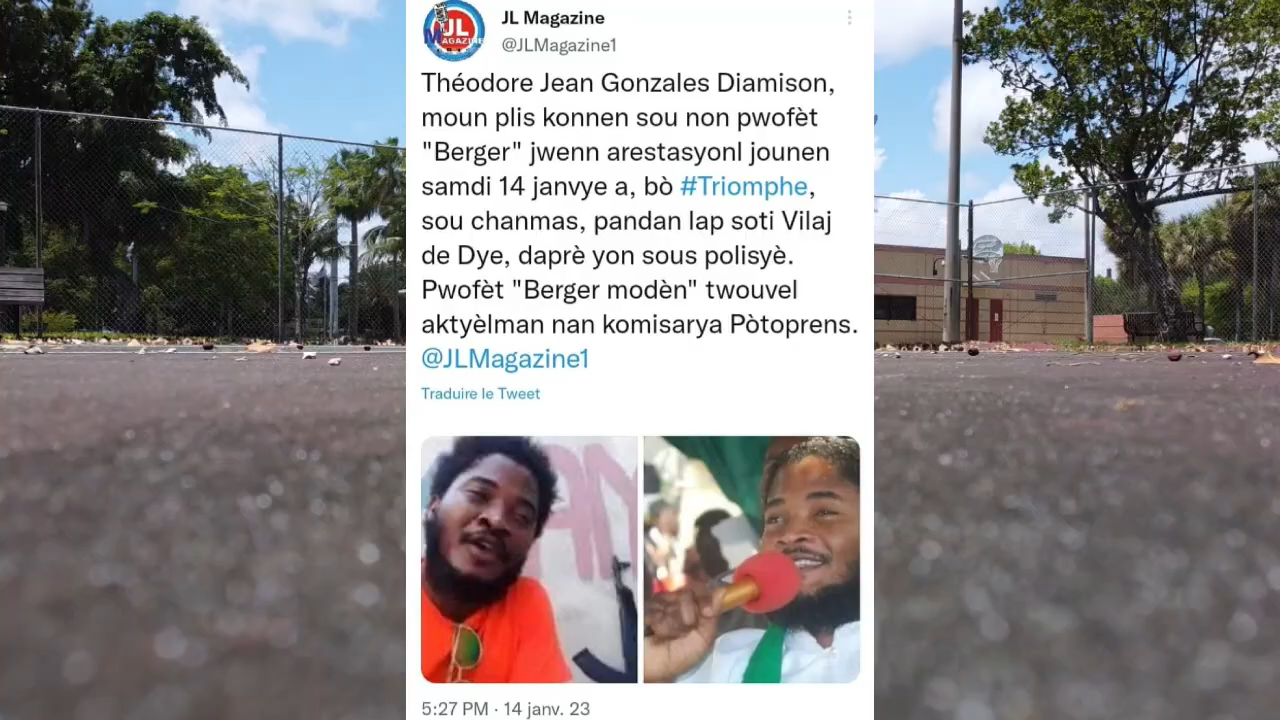 JL Magazine
@JLMagazine1
JL
MAGAZINE
Théodore Jean Gonzales Diamison,
moun plis konnen sou non pwofèt
"Berger" jwenn arestasyonl jounen
samdi 14 janvye a, bò #Triomphe,
sou chanmas, pandan lap soti Vilaj
de Dye, daprè yon sous polisyè.
Pwofèt "Berger modèn" twouvel
aktyèlman nan komisarya Pòtoprens.
@JLMagazine1
Traduire le Tweet
5:27 PM · 14 janv. 23